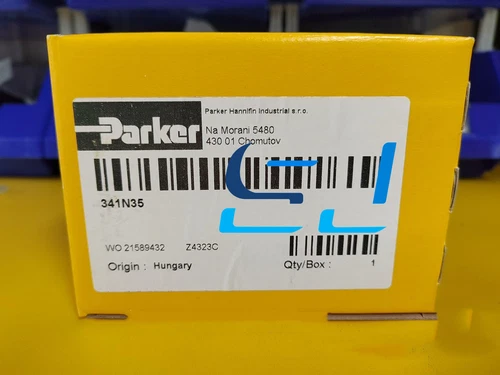 Parker Hannifin Industrial s.r.o.
Parker
Na Morani 5480
430 01 Chomutov
341N35
WO 21589432 Z4323C
Origin : Hungary
Qty/Box : 1